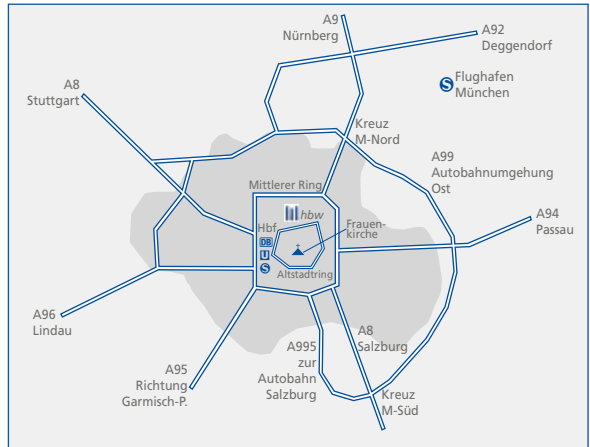 A9
Nürnberg
A92
Deggendorf
A8
Stuttgart
S Flughafen
München
Kreuz
M-Nord
A99
Autobahnumgehung
Ost
Mittlerer Ring
hbw
Hbf
DB
U
S
Frauen-
kirche
Altstadtring
A94
Passau
A96
Lindau
A95
Richtung
Garmisch-P.
A995
zur
Autobahn
Salzburg
A8
Salzburg
Kreuz
M-Süd